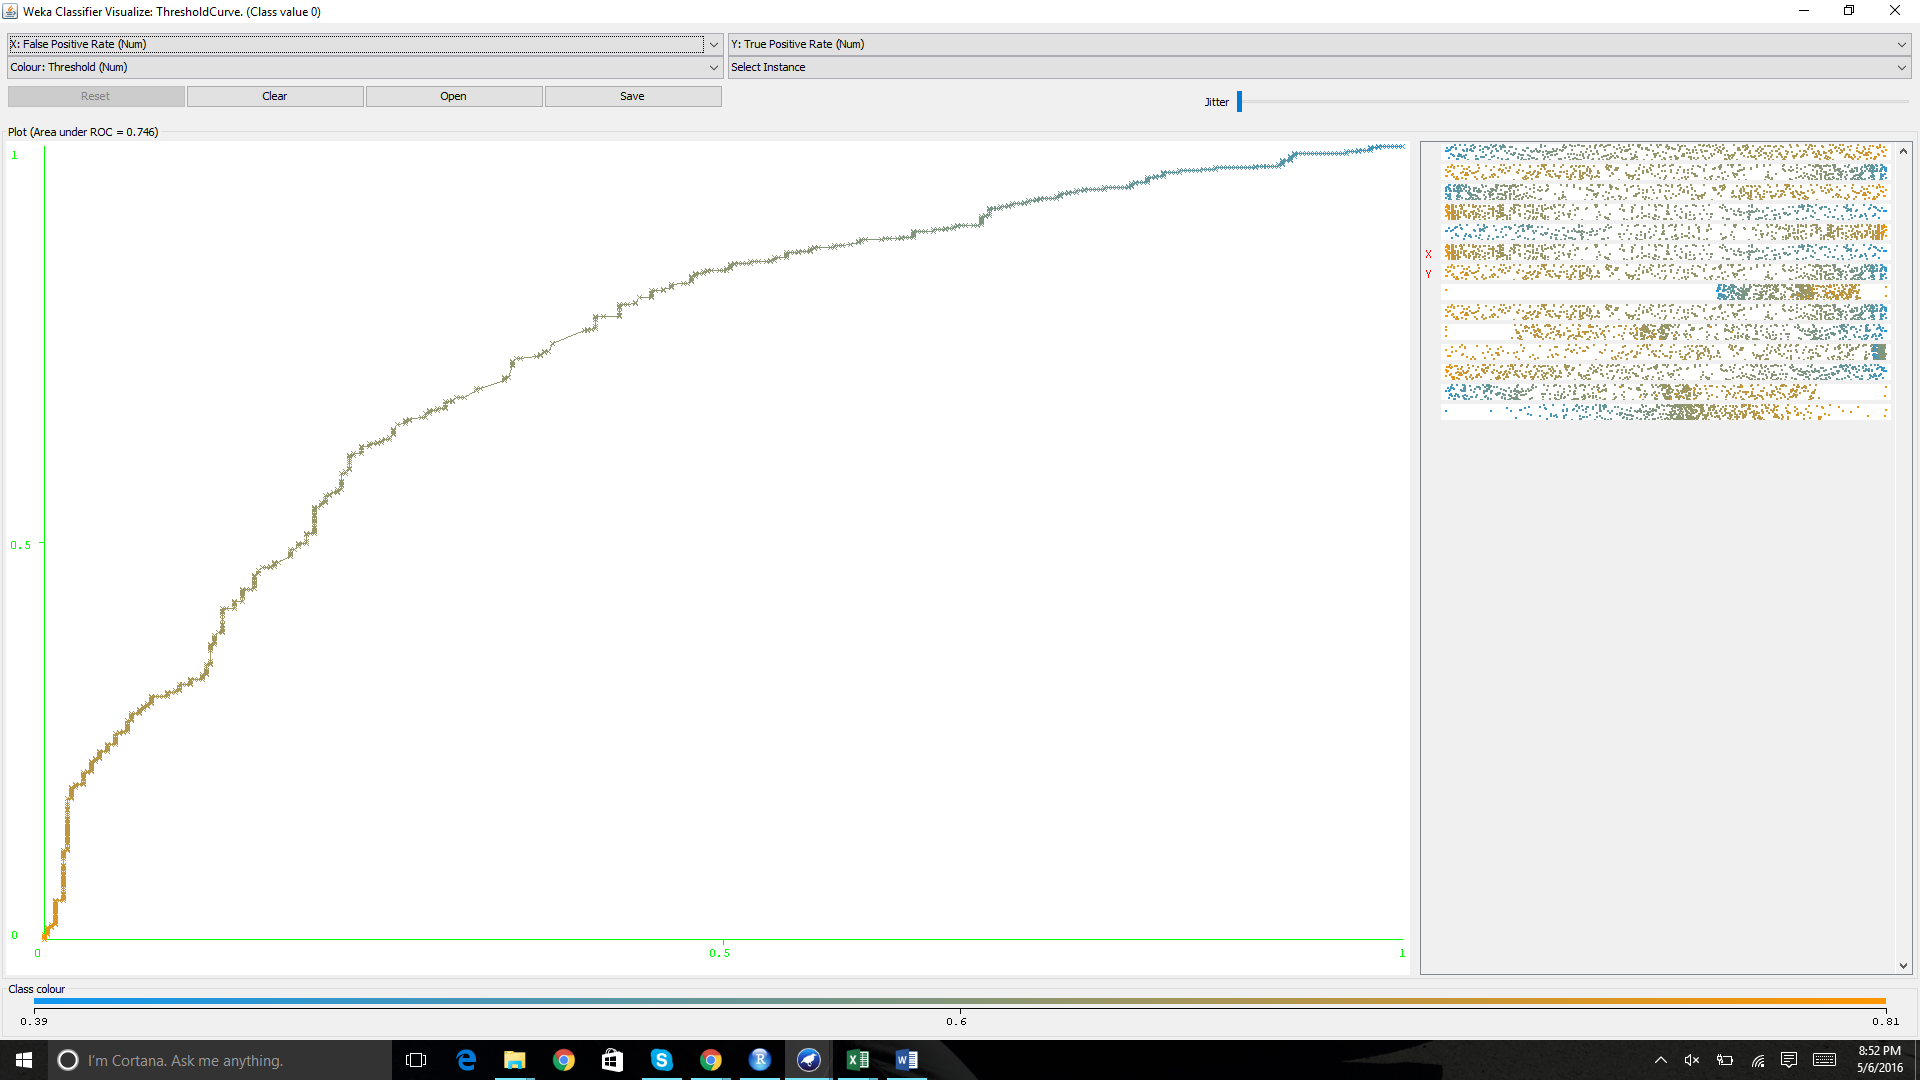 Weka Classifier Visualize: ThresholdCurve. (Class value 0)
X: False Positive Rate (Num)
Y: True Positive Rate (Num)
Colour: Threshold (Num)
Select Instance
Reset
Clear
Open
Save
Jitter
Plot (Area under ROC = 0.746)
1
0.5
0
0
0.5
1
X
Y
Class colour
0.39
0.6
0.81
I'm Cortana. Ask me anything.
8:52 PM
5/6/2016